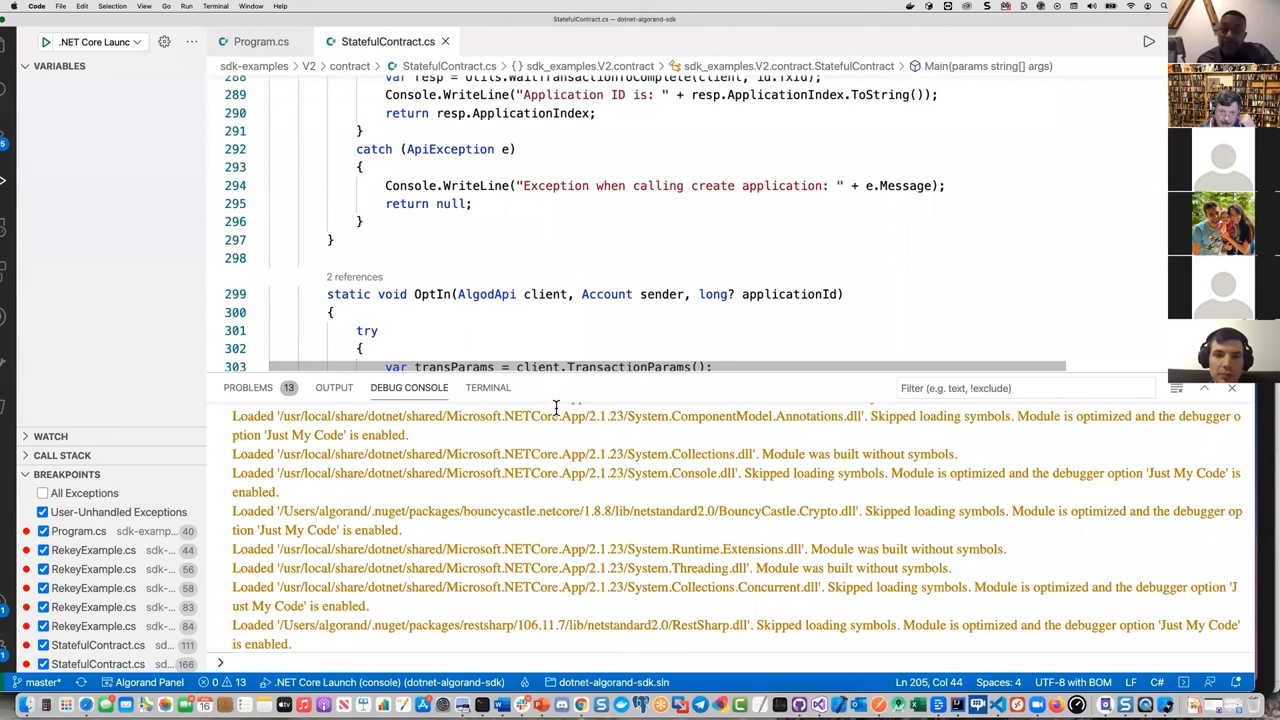 Code File Edit Selection View Go Run Terminal Window Help
StatefulContract.cs — dotnet-algorand-sdk
.NET Core Launc
Program.cs
StatefulContract.cs
VARIABLES
sdk-examples > V2 > contract > StatefulContract.cs > {} sdk_examples.V2.contract > sdk_examples.V2.contract.StatefulContract > Main(params string[] args)
288 var resp = Utils.WaitTransactionToComplete(client, id.TxId);
289 Console.WriteLine("Application ID is: " + resp.ApplicationIndex.ToString());
290 return resp.ApplicationIndex;
291 }
292 catch (ApiException e)
293 {
294 Console.WriteLine("Exception when calling create application: " + e.Message);
295 return null;
296 }
297 }
298
2 references
299 static void OptIn(AlgodApi client, Account sender, long? applicationId)
300 {
301 try
302 {
303 var transParams = client.TransactionParams();
PROBLEMS 13 OUTPUT DEBUG CONSOLE TERMINAL
Filter (e.g. text, !exclude)
Loaded '/usr/local/share/dotnet/shared/Microsoft.NETCore.App/2.1.23/System.ComponentModel.Annotations.dll'. Skipped loading symbols. Module is optimized and the debugger o
ption 'Just My Code' is enabled.
Loaded '/usr/local/share/dotnet/shared/Microsoft.NETCore.App/2.1.23/System.Collections.dll'. Module was built without symbols.
Loaded '/usr/local/share/dotnet/shared/Microsoft.NETCore.App/2.1.23/System.Console.dll'. Skipped loading symbols. Module is optimized and the debugger option 'Just My Code' is
enabled.
Loaded '/Users/algorand/.nuget/packages/bouncycastle.netcore/1.8.8/lib/netstandard2.0/BouncyCastle.Crypto.dll'. Skipped loading symbols. Module is optimized and the debugger op
tion 'Just My Code' is enabled.
Loaded '/usr/local/share/dotnet/shared/Microsoft.NETCore.App/2.1.23/System.Runtime.Extensions.dll'. Module was built without symbols.
Loaded '/usr/local/share/dotnet/shared/Microsoft.NETCore.App/2.1.23/System.Threading.dll'. Module was built without symbols.
Loaded '/usr/local/share/dotnet/shared/Microsoft.NETCore.App/2.1.23/System.Collections.Concurrent.dll'. Skipped loading symbols. Module is optimized and the debugger option 'J
ust My Code' is enabled.
Loaded '/Users/algorand/.nuget/packages/restsharp/106.11.7/lib/netstandard2.0/RestSharp.dll'. Skipped loading symbols. Module is optimized and the debugger option 'Just My Code'
is enabled.
WATCH
CALL STACK
BREAKPOINTS
All Exceptions
User-Unhandled Exceptions
Program.cs sdk-examp... 40
RekeyExample.cs sdk-... 44
RekeyExample.cs sdk-... 56
RekeyExample.cs sdk-... 58
RekeyExample.cs sdk-... 83
RekeyExample.cs sdk-... 84
StatefulContract.cs sd... 111
StatefulContract.cs sd... 166
master* Algorand Panel 0 13 .NET Core Launch (console) (dotnet-algorand-sdk) dotnet-algorand-sdk.sln Ln 205, Col 44 Spaces: 4 UTF-8 with BOM LF C#